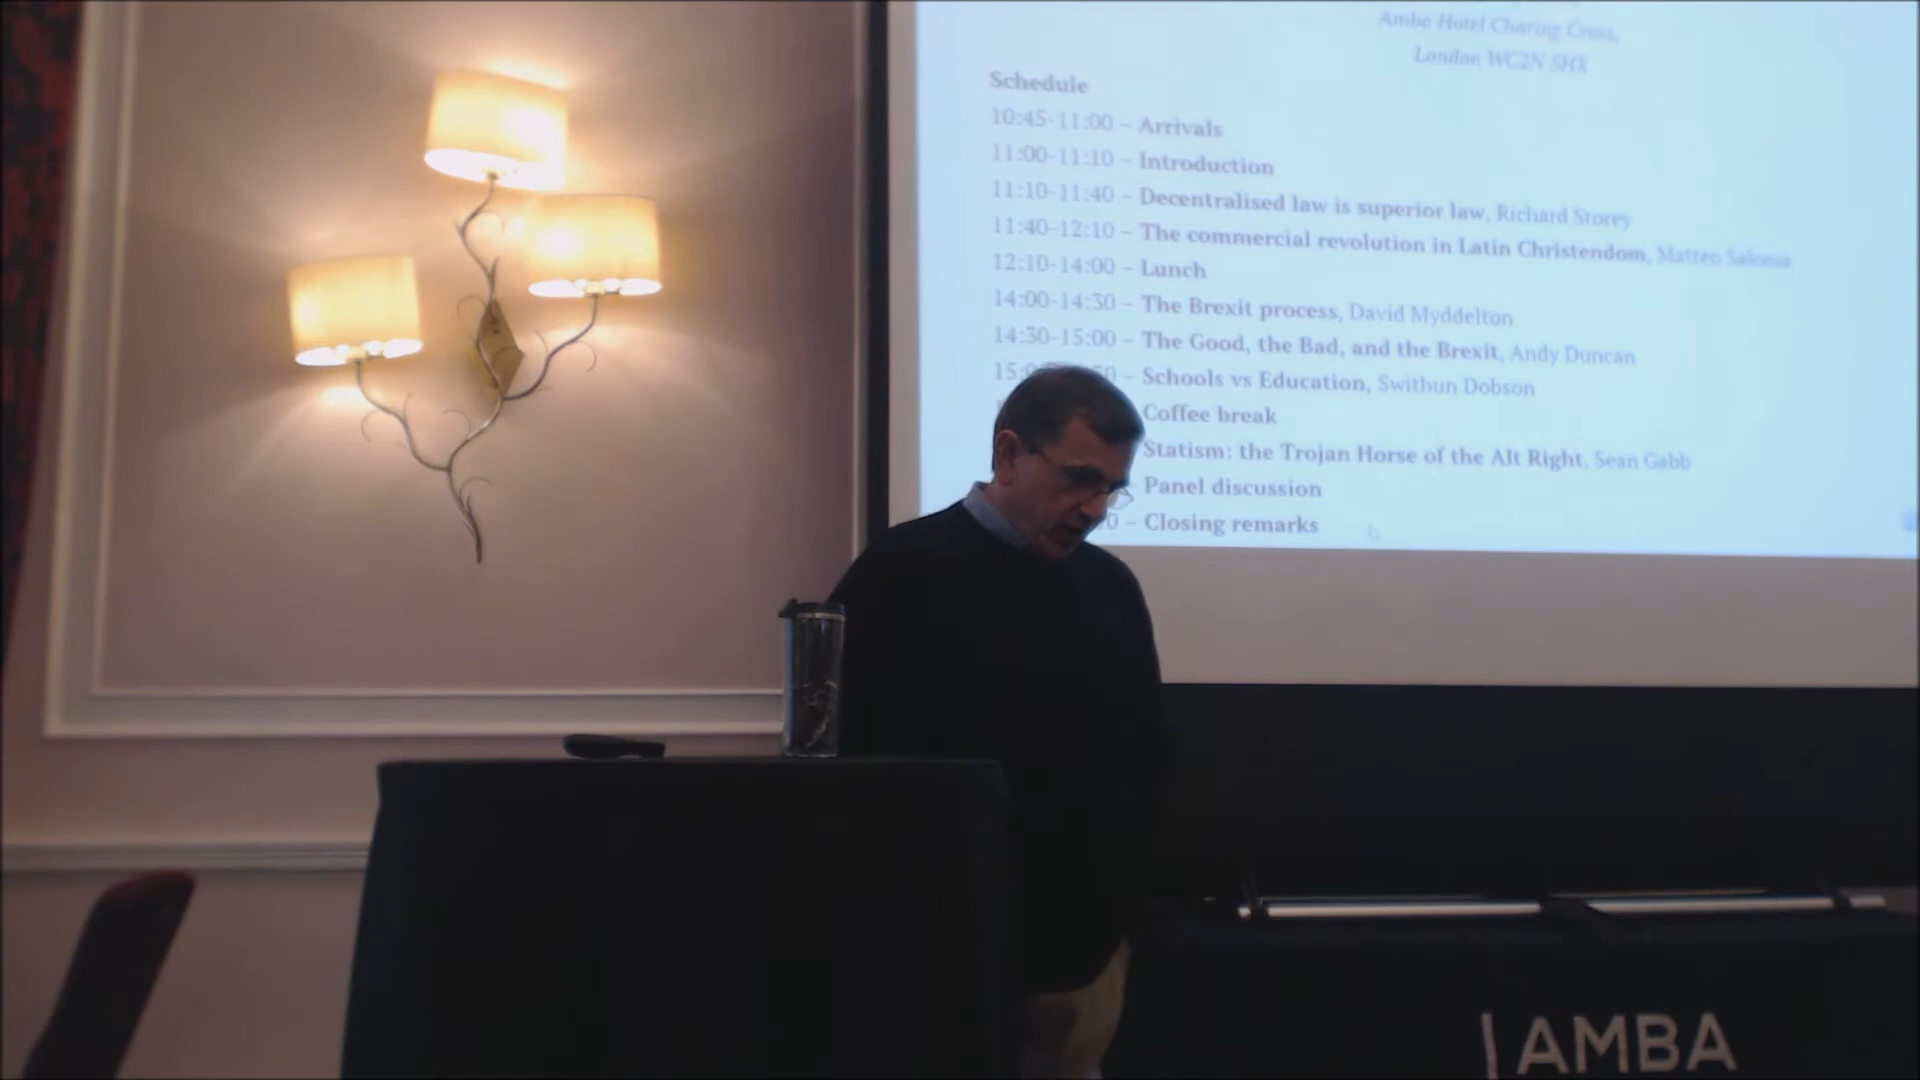 Amba Hotel Charing Cross,
London WC2N 5HX
Schedule
10:45-11:00 – Arrivals
11:00-11:10 – Introduction
11:10-11:40 – Decentralised law is superior law, Richard Storey
11:40-12:10 – The commercial revolution in Latin Christendom, Matteo Salonia
12:10-14:00 – Lunch
14:00-14:30 – The Brexit process, David Myddelton
14:30-15:00 – The Good, the Bad, and the Brexit, Andy Duncan
– Schools vs Education, Swithun Dobson
Coffee break
Statism: the Trojan Horse of the Alt Right, Sean Gabb
Panel discussion
– Closing remarks
AMBA